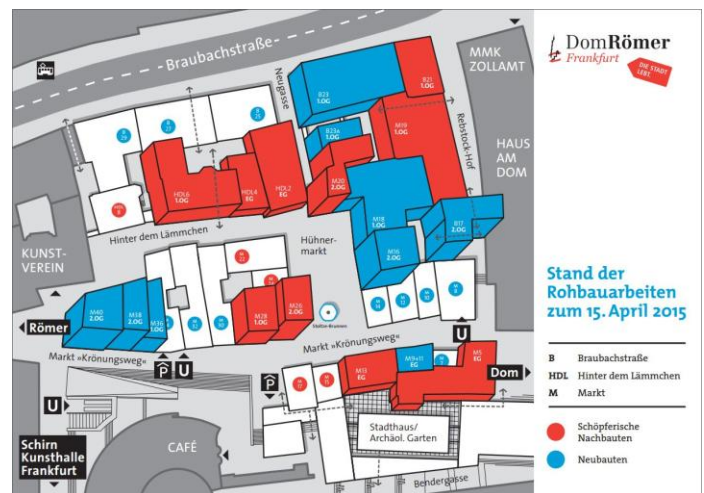 Braubachstraße
Neugasse
MMK
ZOLLAMT
HAUS
AM
DOM
Rebstock-Hof
B23
1.OG
B21
1.OG
B23a
1.OG
M19
1.OG
M20
2.OG
M18
1.OG
M16
2.OG
B17
2.OG
HDL6
1.OG
HDL4
EG
HDL2
EG
Hinter dem Lämmchen
Hühner-
markt
KUNST-
VEREIN
Römer
M40
2.OG
M38
2.OG
M36
1.OG
M28
1.OG
M26
2.OG
Stoltze-Brunnen
Markt »Krönungsweg«
Markt »Krönungsweg«
M13
EG
M9+11
EG
M5
EG
Dom
U
P
U
P
U
Stadthaus/
Archäol. Garten
CAFÉ
Schirn
Kunsthalle
Frankfurt
Bendergasse
DomRömer
Frankfurt
DIE STADT
LEBT
Stand der
Rohbauarbeiten
zum 15. April 2015
B Braubachstraße
HDL Hinter dem Lämmchen
M Markt
Schöpferische
Nachbauten
Neubauten